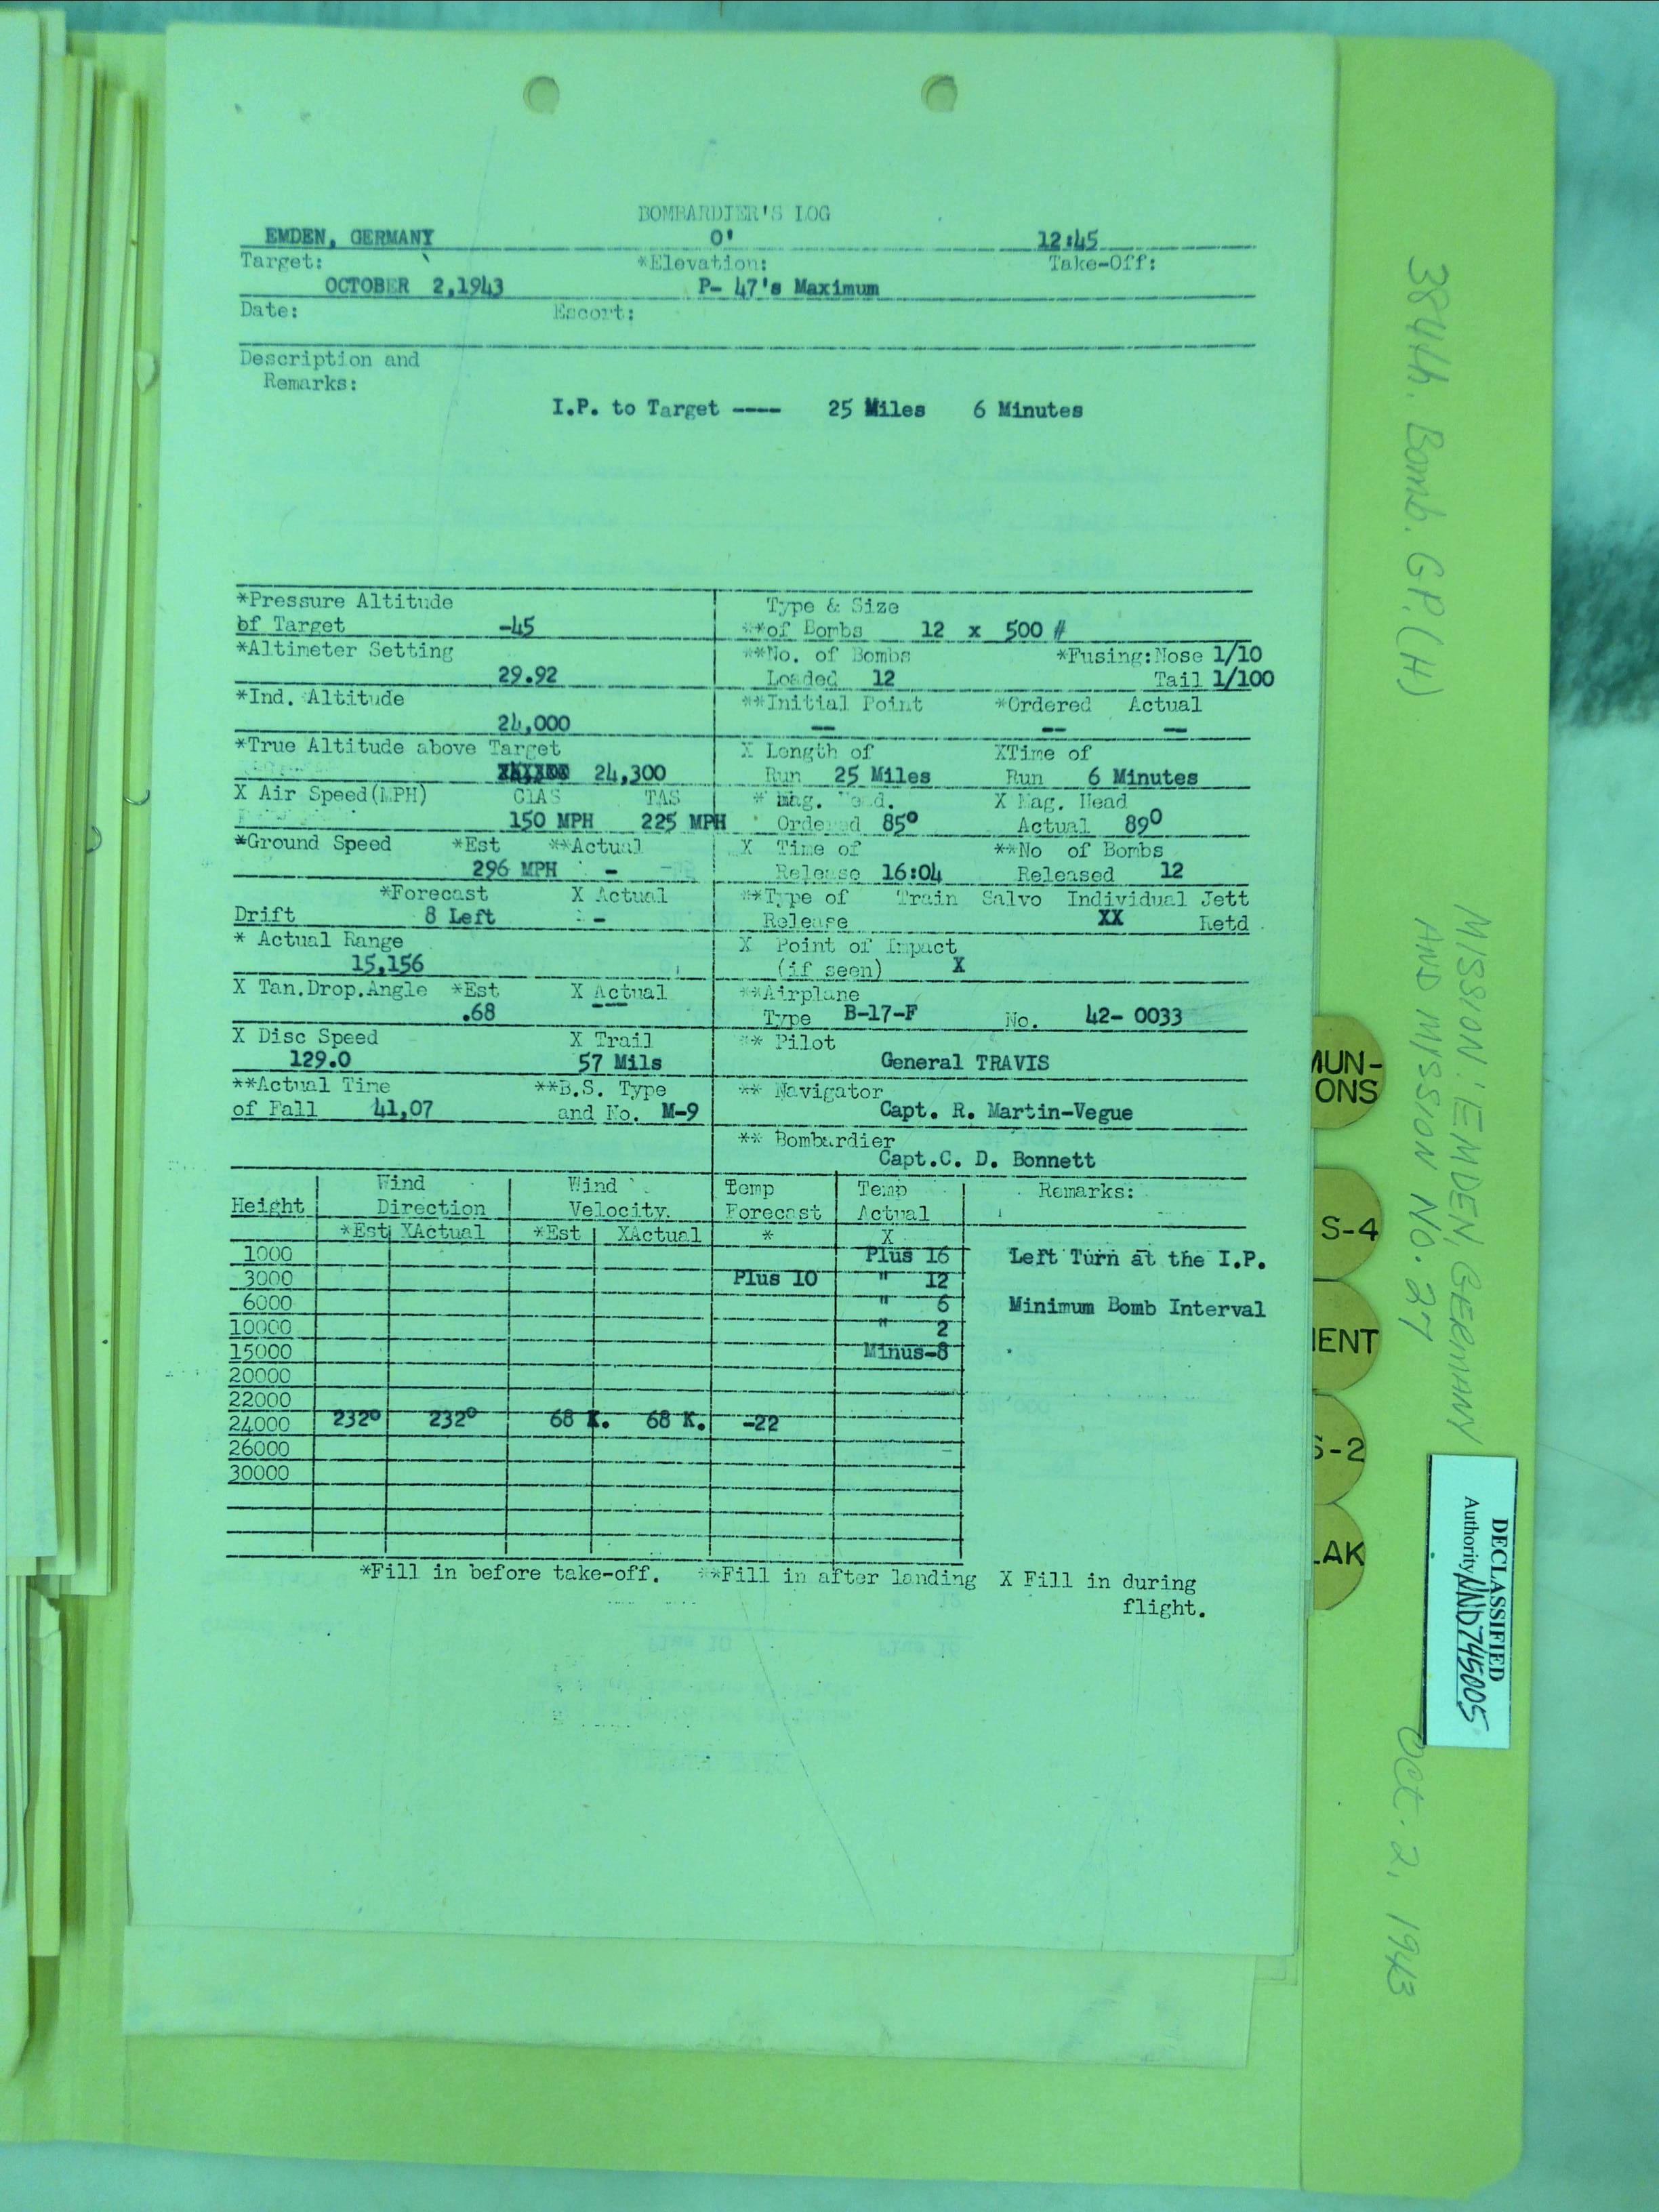 BOMBARDIER'S LOG
EMDEN, GERMANY 0' 12:45
Target: *Elevation: Take-Off:
OCTOBER 2,1943 P- 47's Maximum
Date: Escort:
Description and
Remarks:
I.P. to Target ---- 25 Miles 6 Minutes
*Pressure Altitude Type & Size
of Target -45 **of Bombs 12 x 500 #
*Altimeter Setting **No. of Bombs *Fusing:Nose 1/10
29.92 Loaded 12 Tail 1/100
*Ind. Altitude **Initial Point *Ordered Actual
24,000 -- -- --
*True Altitude above Target X Length of XTime of
24,300 Run 25 Miles Run 6 Minutes
X Air Speed(MPH) CIAS TAS * Mag. Head. X Mag. Head
150 MPH 225 MPH Ordered 85° Actual 89°
*Ground Speed *Est **Actual X Time of **No of Bombs
296 MPH - Release 16:04 Released 12
*Forecast X Actual **Type of Train Salvo Individual Jett
Drift 8 Left - Release XX Retd
* Actual Range X Point of Impact
15,156 (if seen) X
X Tan.Drop.Angle *Est X Actual **Airplane
.68 --- Type B-17-F No. 42- 0033
X Disc Speed X Trail ** Pilot
129.0 57 Mils General TRAVIS
**Actual Time **B.S. Type ** Navigator
of Fall 41,07 and No. M-9 Capt. R. Martin-Vegue
** Bombardier
Capt.C. D. Bonnett
Wind Wind Temp Temp Remarks:
Height Direction Velocity. Forecast Actual
*Est XActual *Est XActual * X
1000 Plus 16 Left Turn at the I.P.
3000 Plus 10 " 12
6000 " 6 Minimum Bomb Interval
10000 " 2
15000 Minus-8
20000
22000
24000 232° 232° 68 K. 68 K. -22
26000
30000
*Fill in before take-off. **Fill in after landing X Fill in during
flight.
384th. Bomb. GP.(H)
MISSION: EMDEN, GERMANY
AND MISSION NO. 27
Oct. 2, 1943
MUN-
ONS
S-4
MENT
S-2
LAK
DECLASSIFIED
Authority NND745005